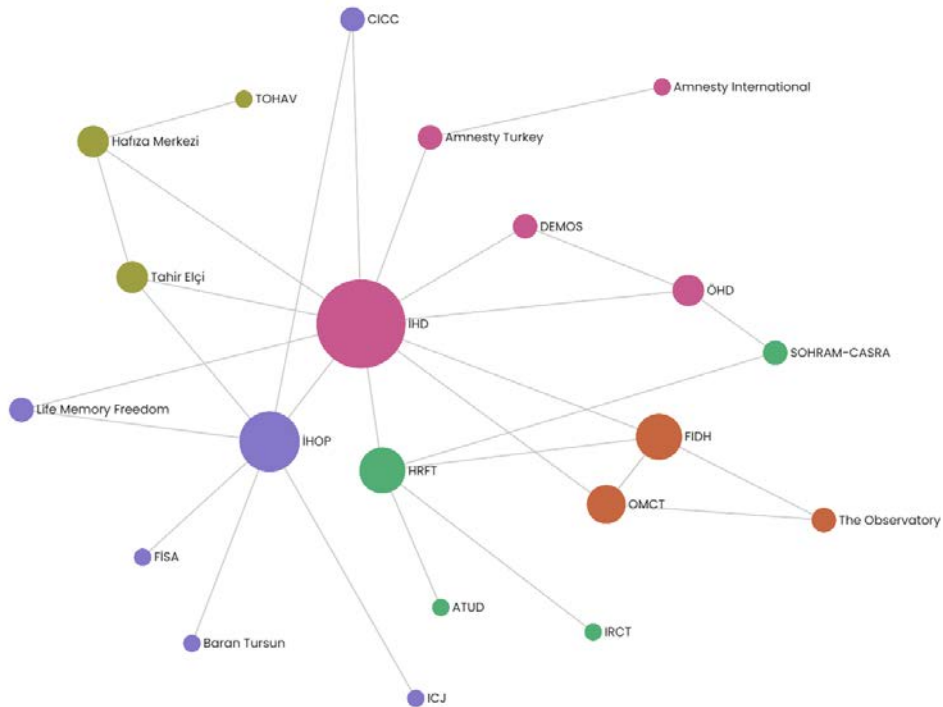 CICC
Amnesty International
TOHAV
Amnesty Turkey
Hafıza Merkezi
DEMOS
Tahir Elçi
ÖHD
İHD
SOHRAM-CASRA
Life Memory Freedom
FIDH
İHOP
HRFT
OMCT
The Observatory
FİSA
ATUD
IRCT
Baran Tursun
ICJ